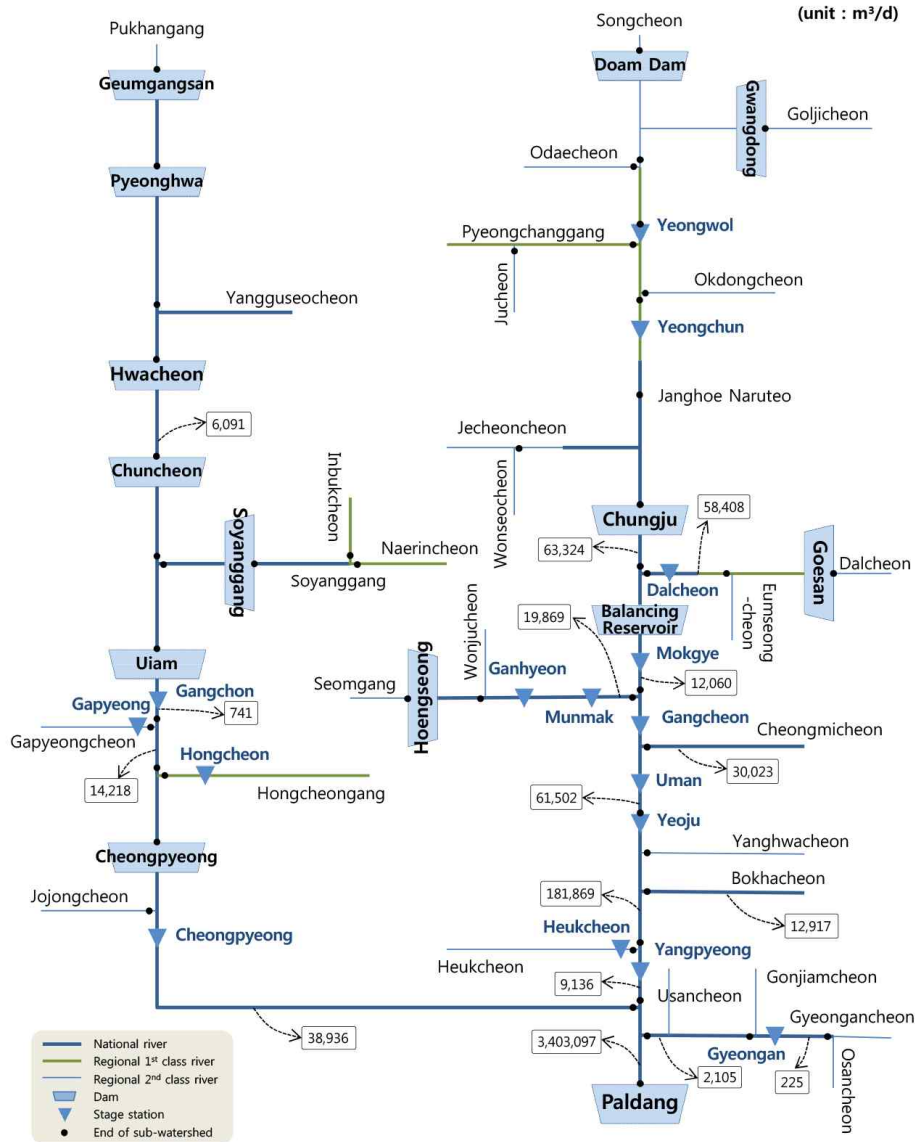 (unit : m³/d)
Pukhangang
Geumgangsan
Pyeonghwa
Yangguseocheon
Hwacheon
6,091
Chuncheon
Inbukcheon
Naerincheon
Soyanggang
Soyanggang
Uiam
Gangchon
Gapyeong
741
Gapyeongcheon
Hongcheon
14,218
Hongcheongang
Cheongpyeong
Jojongcheon
Cheongpyeong
38,936
Songcheon
Doam Dam
Gwangdong
Goljicheon
Odaecheon
Yeongwol
Pyeongchanggang
Jucheon
Okdongcheon
Yeongchun
Janghoe Naruteo
Jecheoncheon
Wonseocheon
Chungju
58,408
63,324
Dalcheon
Goesan
Dalcheon
Eumseong
-cheon
Balancing
Reservoir
19,869
Mokgye
12,060
Wonjucheon
Ganhyeon
Seomgang
Hoengseong
Munmak
Gangcheon
Cheongmicheon
30,023
Uman
61,502
Yeoju
Yanghwacheon
Bokhacheon
181,869
12,917
Heukcheon
Yangpyeong
Heukcheon
9,136
Usancheon
Gonjiamcheon
Gyeongancheon
3,403,097
Gyeongan
2,105
225
Osancheon
Paldang
National river
Regional 1st class river
Regional 2nd class river
Dam
Stage station
End of sub-watershed